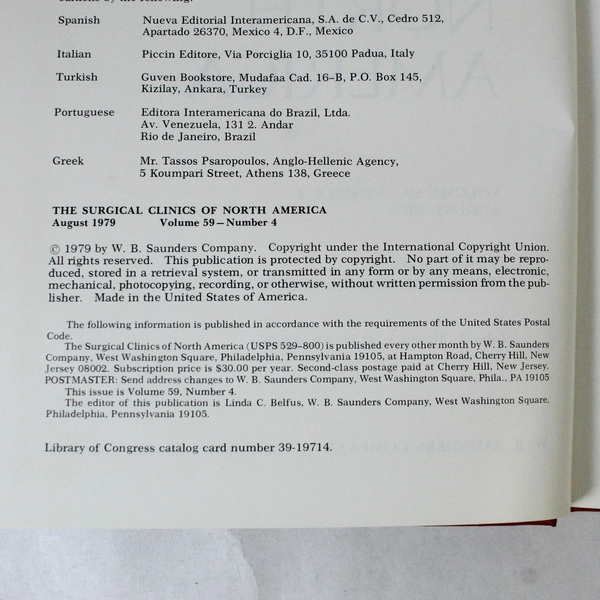 Spanish Nueva Editorial Interamericana, S.A. de C.V., Cedro 512,
Apartado 26370, Mexico 4, D.F., Mexico
Italian Piccin Editore, Via Porciglia 10, 35100 Padua, Italy
Turkish Guven Bookstore, Mudafaa Cad. 16–B, P.O. Box 145,
Kizilay, Ankara, Turkey
Portuguese Editora Interamericana do Brazil, Ltda.
Av. Venezuela, 131 2. Andar
Rio de Janeiro, Brazil
Greek Mr. Tassos Psaropoulos, Anglo-Hellenic Agency,
5 Koumpari Street, Athens 138, Greece
THE SURGICAL CLINICS OF NORTH AMERICA
August 1979 Volume 59—Number 4
© 1979 by W. B. Saunders Company. Copyright under the International Copyright Union.
All rights reserved. This publication is protected by copyright. No part of it may be repro-
duced, stored in a retrieval system, or transmitted in any form or by any means, electronic,
mechanical, photocopying, recording, or otherwise, without written permission from the pub-
lisher. Made in the United States of America.
The following information is published in accordance with the requirements of the United States Postal
Code.
The Surgical Clinics of North America (USPS 529–800) is published every other month by W. B. Saunders
Company, West Washington Square, Philadelphia, Pennsylvania 19105, at Hampton Road, Cherry Hill, New
Jersey 08002. Subscription price is $30.00 per year. Second-class postage paid at Cherry Hill, New Jersey.
POSTMASTER: Send address changes to W. B. Saunders Company, West Washington Square, Phila., PA 19105
This issue is Volume 59, Number 4.
The editor of this publication is Linda C. Belfus, W. B. Saunders Company, West Washington Square,
Philadelphia, Pennsylvania 19105.
Library of Congress catalog card number 39-19714.